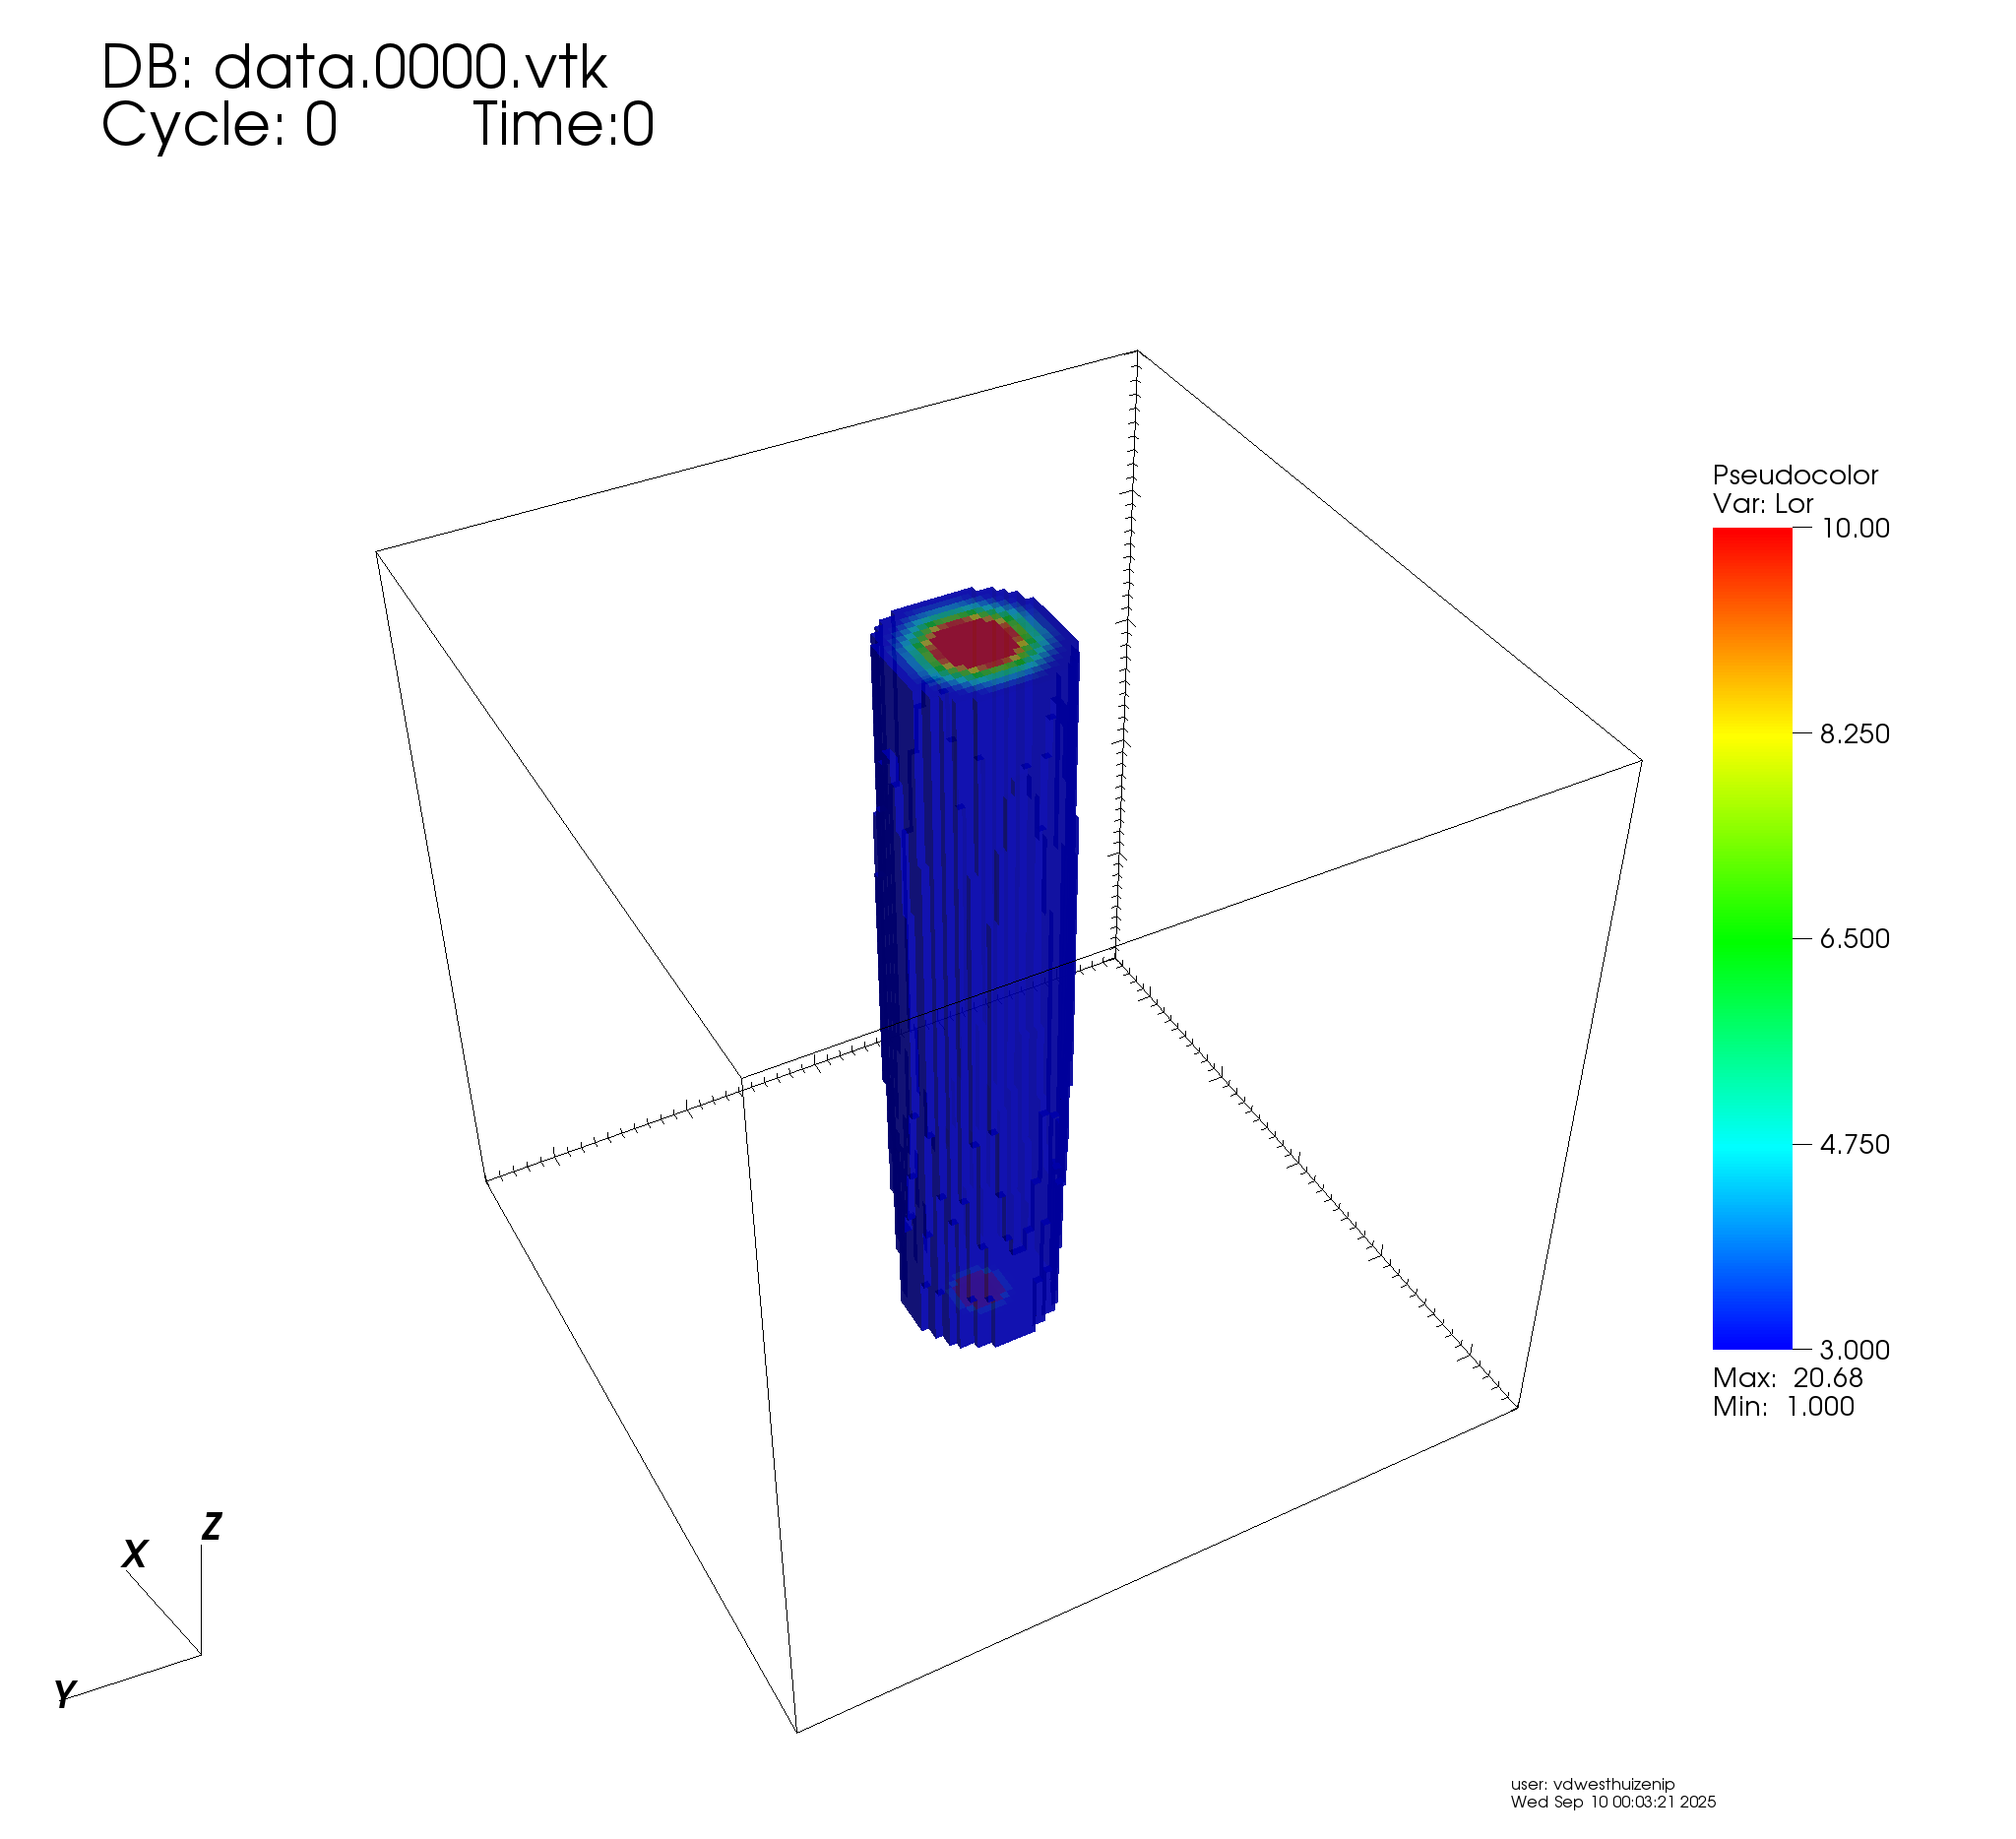 DB: data.0000.vtk
Cycle: 0 Time:0
Pseudocolor
Var: Lor
10.00
8.250
6.500
4.750
3.000
Max: 20.68
Min: 1.000
Z
X
Y
user: vdwesthuizenip
Wed Sep 10 00:03:21 2025